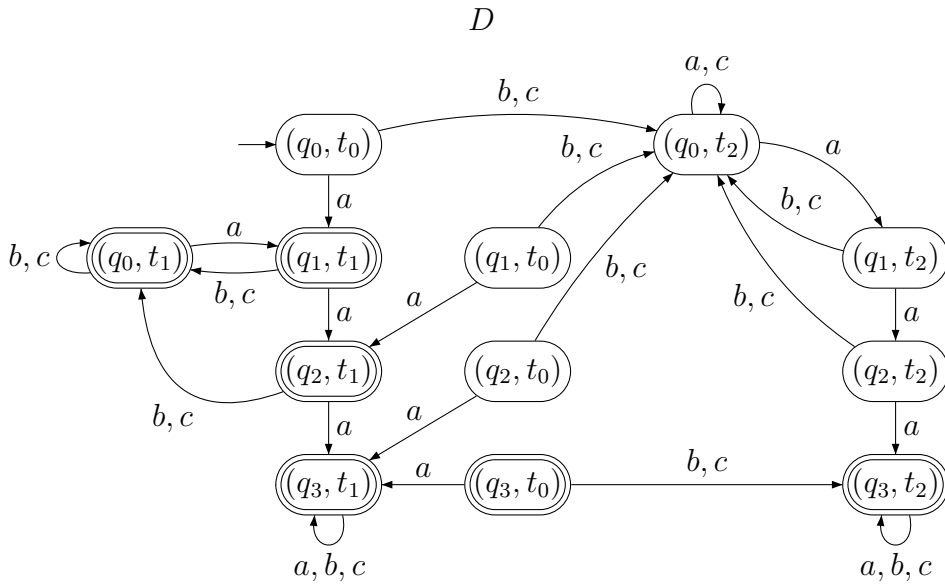 D
a, c
b, c
(q₀, t₀)
(q₀, t₂)
a
b, c
a
b, c
a
b, c
(q₀, t₁)
(q₁, t₁)
(q₁, t₀)
(q₁, t₂)
b, c
b, c
a
a
b, c
a
(q₂, t₁)
(q₂, t₀)
(q₂, t₂)
b, c
a
a
a
(q₃, t₁)
a
(q₃, t₀)
b, c
(q₃, t₂)
a, b, c
a, b, c